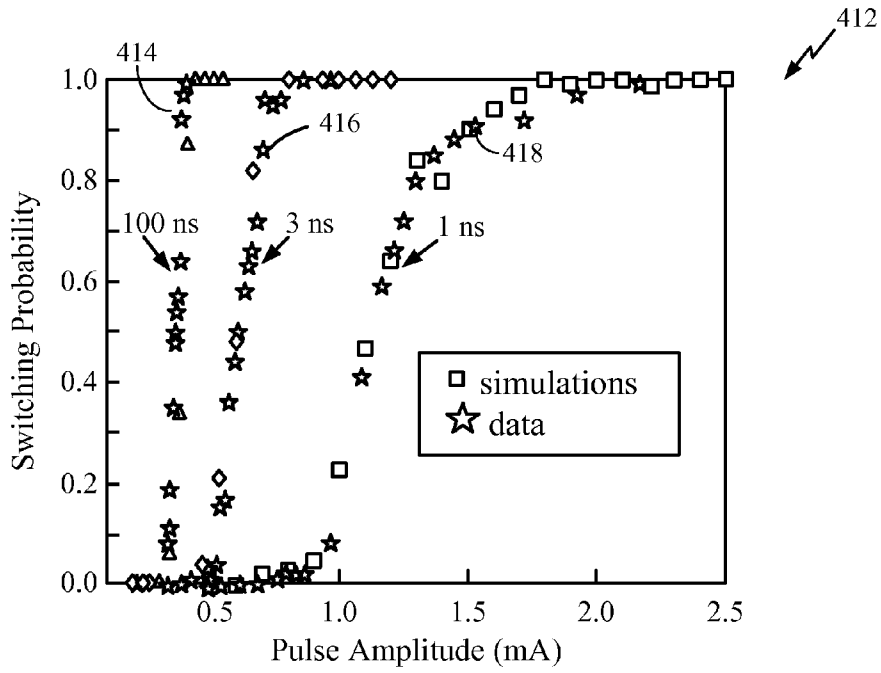 412
414
1.0
416
418
0.8
100 ns
3 ns
1 ns
0.6
Switching Probability
0.4
simulations
data
0.2
0.0
0.5
1.0
1.5
2.0
2.5
Pulse Amplitude (mA)